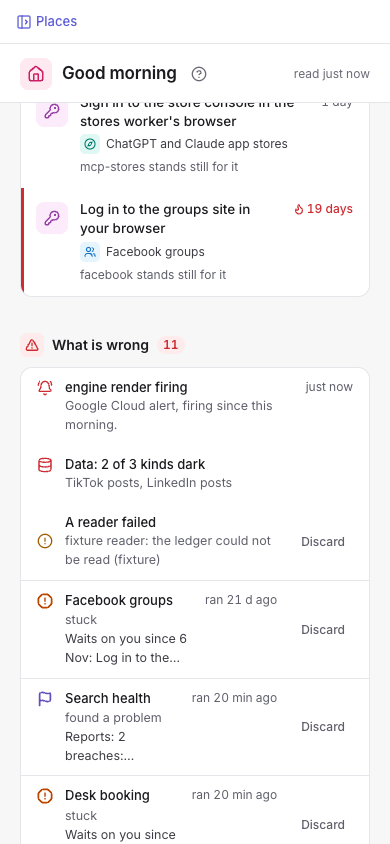 Places
Good morning
read just now
Sign in to the store console in the
stores worker's browser
1 day
ChatGPT and Claude app stores
mcp-stores stands still for it
Log in to the groups site in
your browser
19 days
Facebook groups
facebook stands still for it
What is wrong 11
engine render firing
just now
Google Cloud alert, firing since this
morning.
Data: 2 of 3 kinds dark
TikTok posts, LinkedIn posts
A reader failed
fixture reader: the ledger could not
be read (fixture)
Discard
Facebook groups
ran 21 d ago
stuck
Waits on you since 6
Nov: Log in to the...
Discard
Search health
ran 20 min ago
found a problem
Reports: 2
breaches:...
Discard
Desk booking
ran 20 min ago
stuck
Waits on you since
Discard